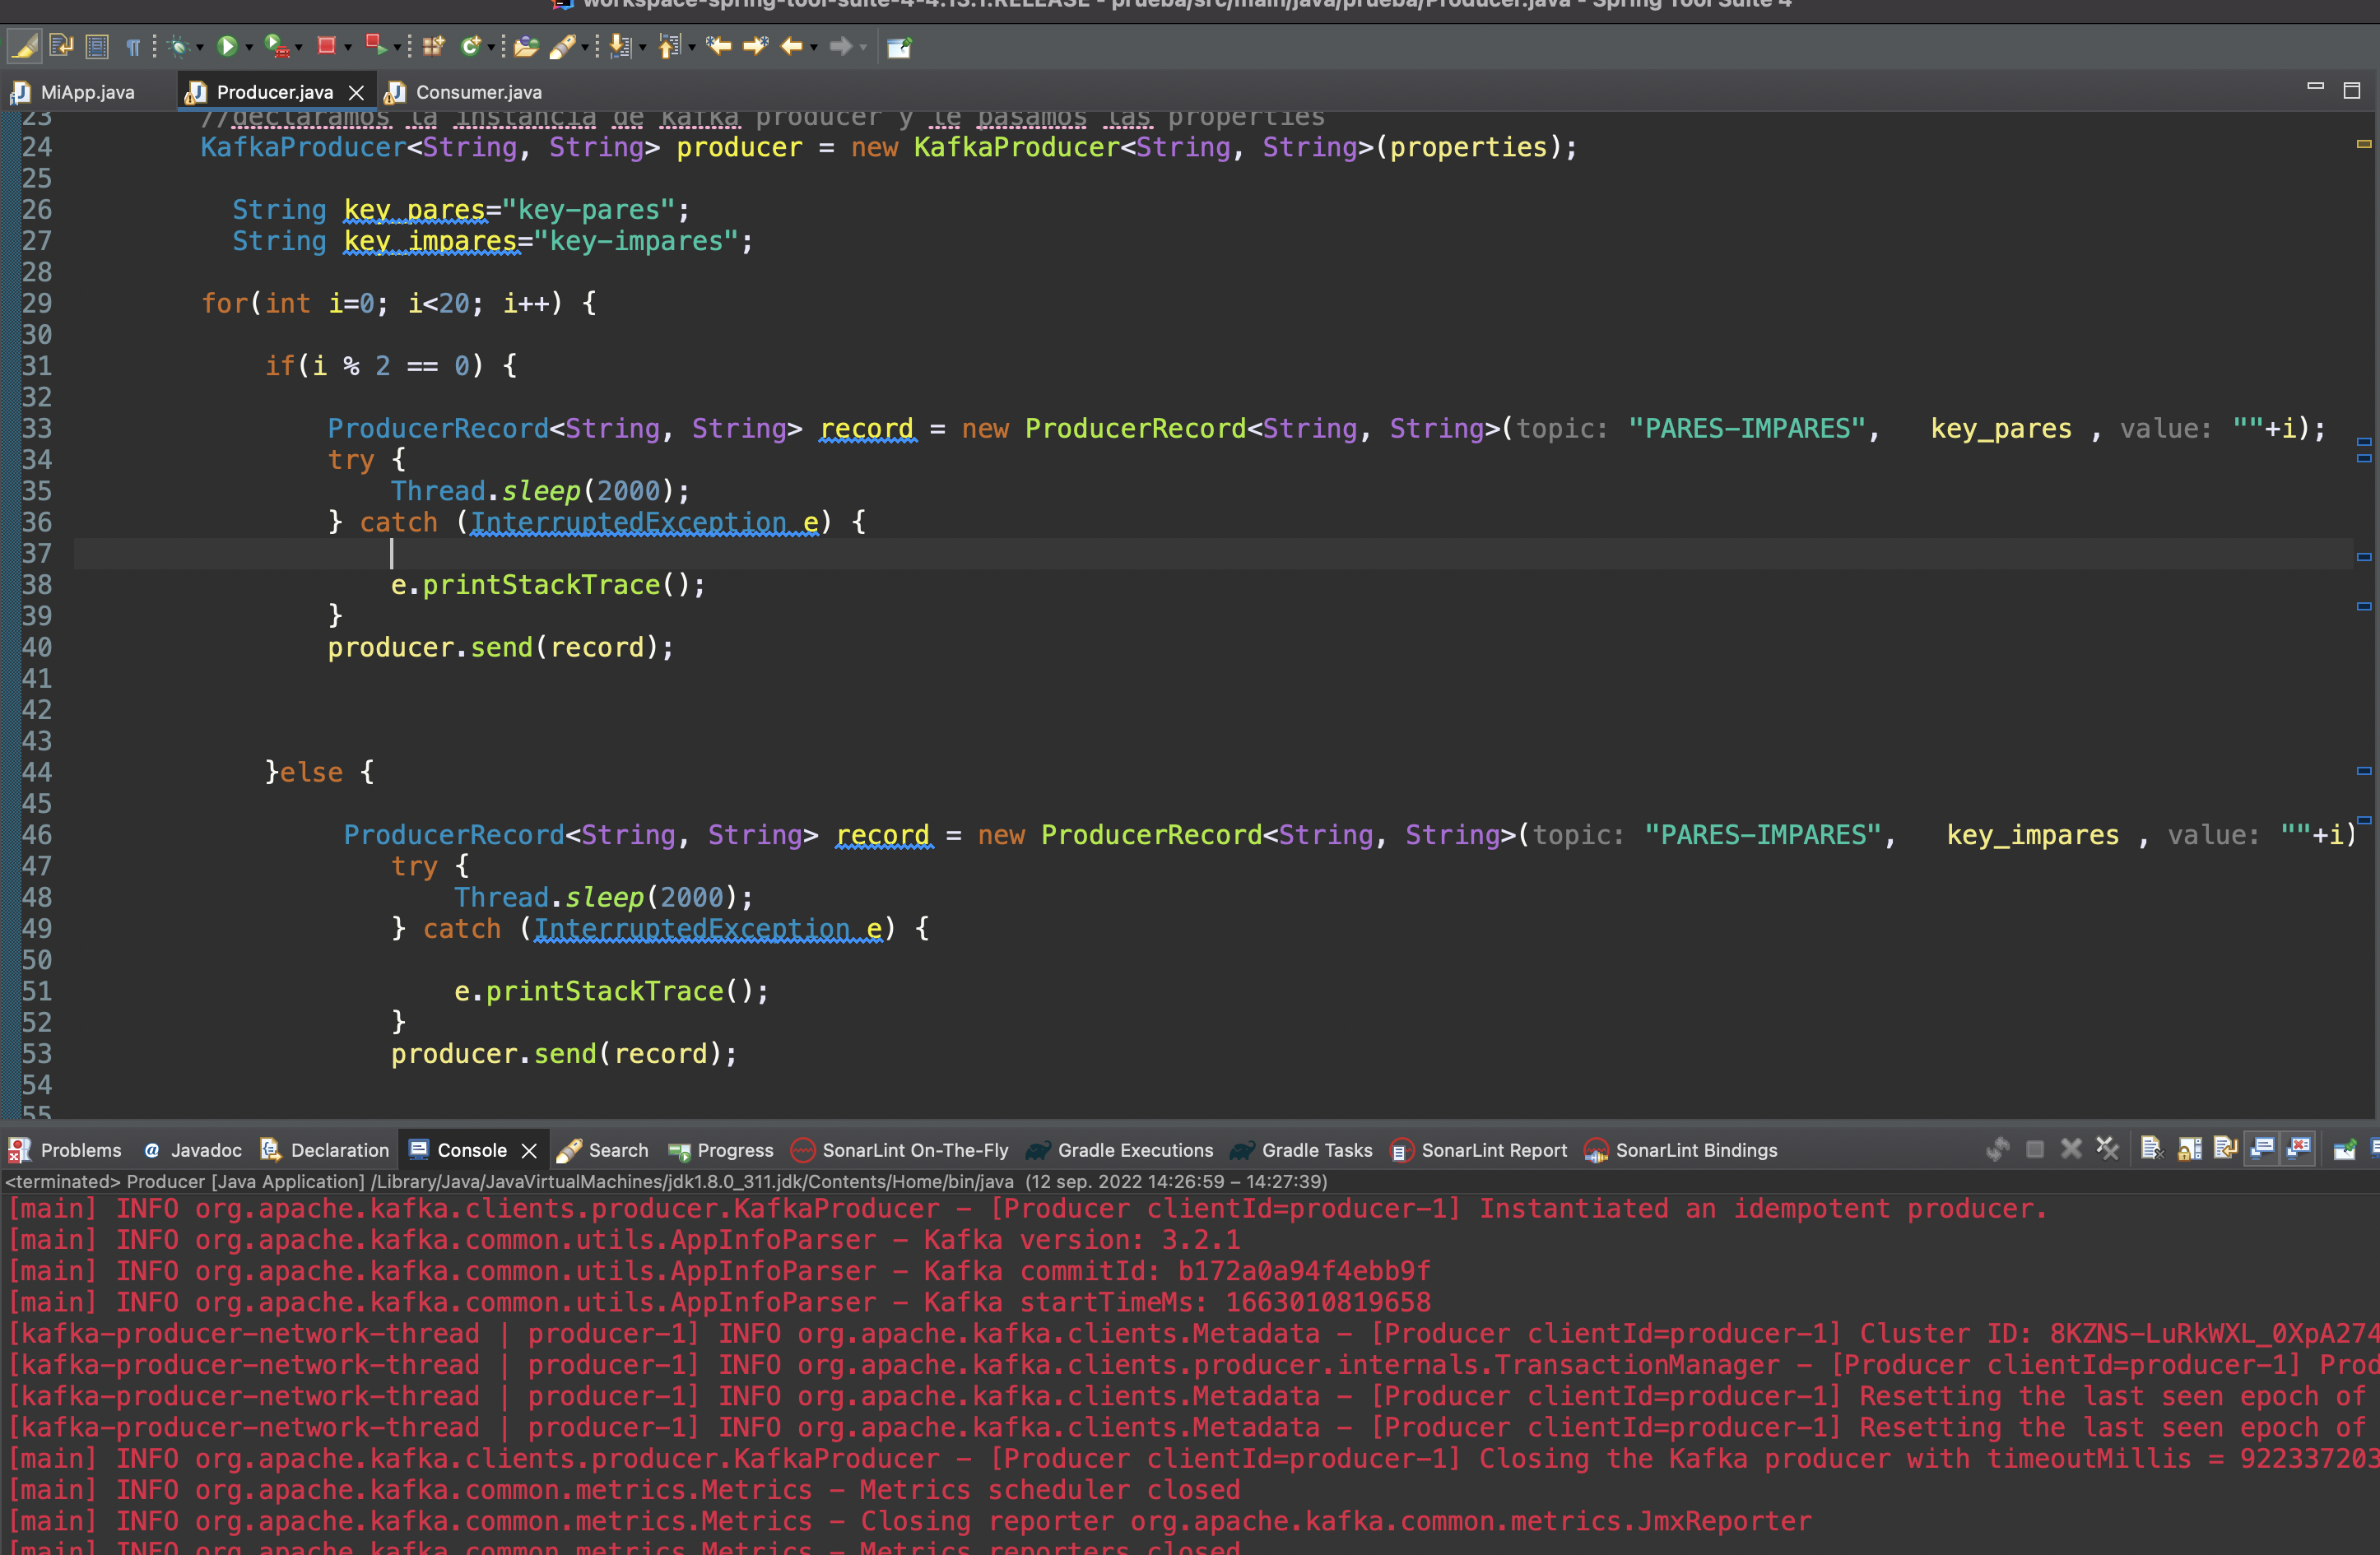 workspace-spring-tool-suite-4-4.15.1.RELEASE - prueba/src/main/java/prueba/Producer.java - Spring Tool Suite 4
MiApp.java
Producer.java
Consumer.java
23 //declaramos la instancia de kafka producer y le pasamos las properties
24 KafkaProducer<String, String> producer = new KafkaProducer<String, String>(properties);
25
26 String key_pares="key-pares";
27 String key_impares="key-impares";
28
29 for(int i=0; i<20; i++) {
30
31 if(i % 2 == 0) {
32
33 ProducerRecord<String, String> record = new ProducerRecord<String, String>(topic: "PARES-IMPARES", key_pares , value: ""+i);
34 try {
35 Thread.sleep(2000);
36 } catch (InterruptedException e) {
37
38 e.printStackTrace();
39 }
40 producer.send(record);
41
42
43
44 }else {
45
46 ProducerRecord<String, String> record = new ProducerRecord<String, String>(topic: "PARES-IMPARES", key_impares , value: ""+i)
47 try {
48 Thread.sleep(2000);
49 } catch (InterruptedException e) {
50
51 e.printStackTrace();
52 }
53 producer.send(record);
54
55
Problems @ Javadoc Declaration Console Search Progress SonarLint On-The-Fly Gradle Executions Gradle Tasks SonarLint Report SonarLint Bindings
<terminated> Producer [Java Application] /Library/Java/JavaVirtualMachines/jdk1.8.0_311.jdk/Contents/Home/bin/java (12 sep. 2022 14:26:59 – 14:27:39)
[main] INFO org.apache.kafka.clients.producer.KafkaProducer - [Producer clientId=producer-1] Instantiated an idempotent producer.
[main] INFO org.apache.kafka.common.utils.AppInfoParser - Kafka version: 3.2.1
[main] INFO org.apache.kafka.common.utils.AppInfoParser - Kafka commitId: b172a0a94f4ebb9f
[main] INFO org.apache.kafka.common.utils.AppInfoParser - Kafka startTimeMs: 1663010819658
[kafka-producer-network-thread | producer-1] INFO org.apache.kafka.clients.Metadata - [Producer clientId=producer-1] Cluster ID: 8KZNS-LuRkWXL_0XpA274
[kafka-producer-network-thread | producer-1] INFO org.apache.kafka.clients.producer.internals.TransactionManager - [Producer clientId=producer-1] Prod
[kafka-producer-network-thread | producer-1] INFO org.apache.kafka.clients.Metadata - [Producer clientId=producer-1] Resetting the last seen epoch of
[kafka-producer-network-thread | producer-1] INFO org.apache.kafka.clients.Metadata - [Producer clientId=producer-1] Resetting the last seen epoch of
[main] INFO org.apache.kafka.clients.producer.KafkaProducer - [Producer clientId=producer-1] Closing the Kafka producer with timeoutMillis = 922337203
[main] INFO org.apache.kafka.common.metrics.Metrics - Metrics scheduler closed
[main] INFO org.apache.kafka.common.metrics.Metrics - Closing reporter org.apache.kafka.common.metrics.JmxReporter
[main] INFO org.apache.kafka.common.metrics.Metrics - Metrics reporters closed